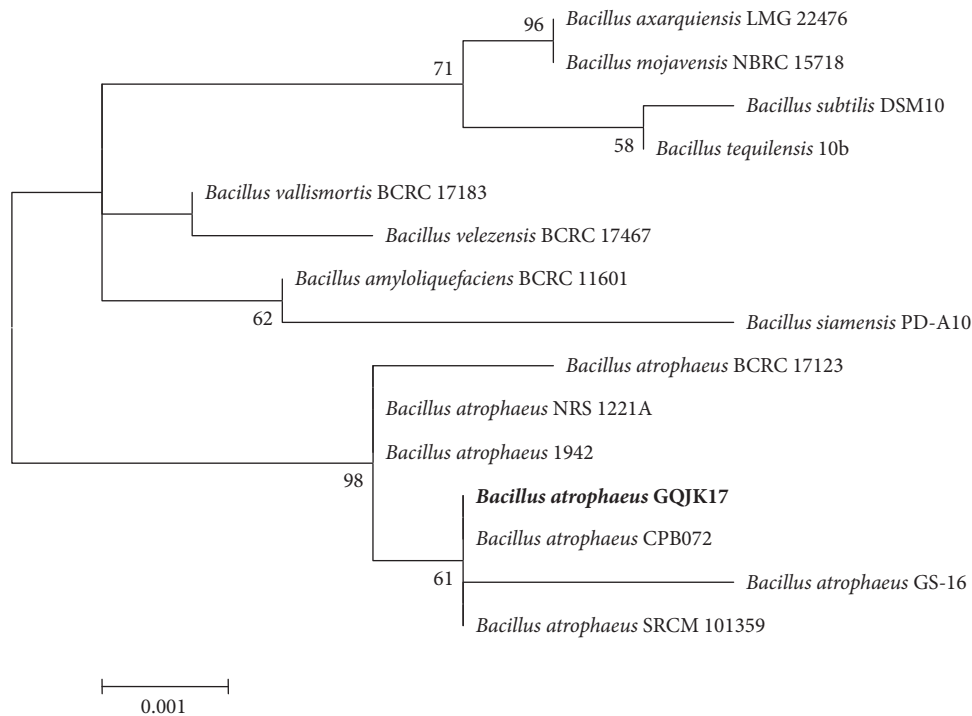 96
Bacillus axarquiensis LMG 22476
Bacillus mojavensis NBRC 15718
71
Bacillus subtilis DSM10
58
Bacillus tequilensis 10b
Bacillus vallismortis BCRC 17183
Bacillus velezensis BCRC 17467
Bacillus amyloliquefaciens BCRC 11601
62
Bacillus siamensis PD-A10
Bacillus atrophaeus BCRC 17123
Bacillus atrophaeus NRS 1221A
Bacillus atrophaeus 1942
98
Bacillus atrophaeus GQJK17
Bacillus atrophaeus CPB072
61
Bacillus atrophaeus GS-16
Bacillus atrophaeus SRCM 101359
0.001